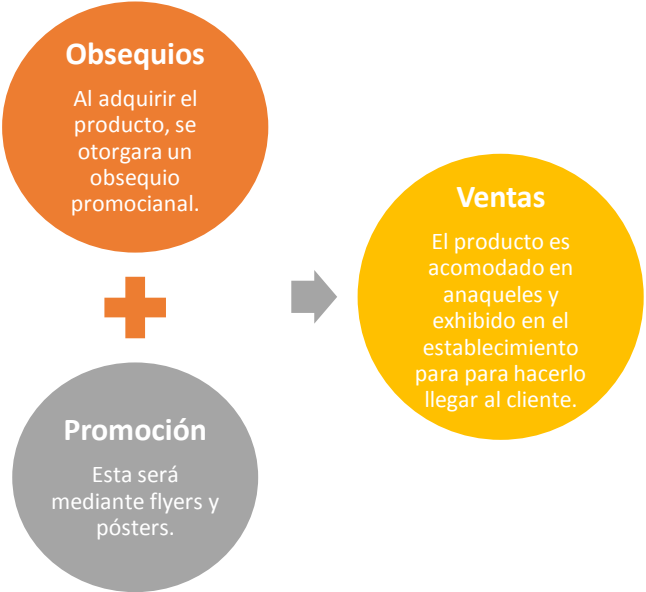 Obsequios
Al adquirir el
producto, se
otorgara un
obsequio
promocianal.
Promoción
Esta será
mediante flyers y
pósters.
Ventas
El producto es
acomodado en
anaqueles y
exhibido en el
establecimiento
para para hacerlo
llegar al cliente.